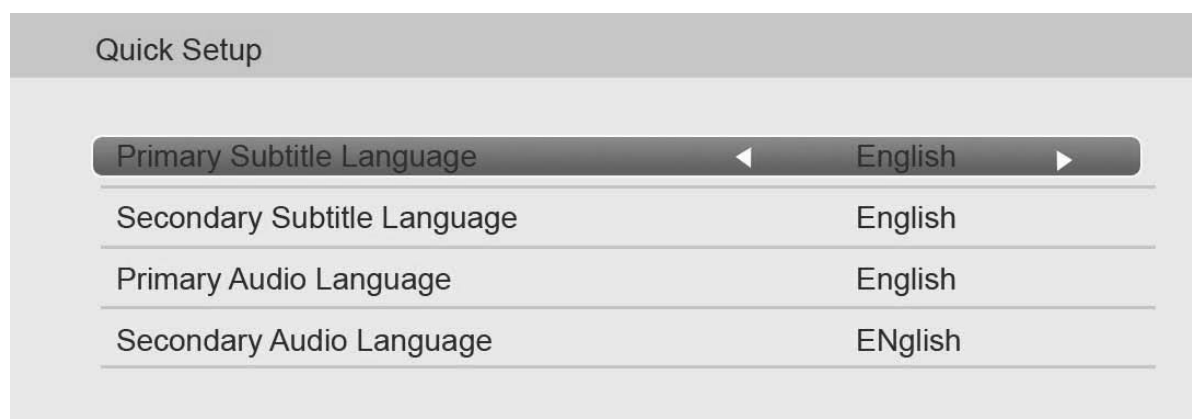 Quick Setup
Primary Subtitle Language English
Secondary Subtitle Language English
Primary Audio Language English
Secondary Audio Language ENglish